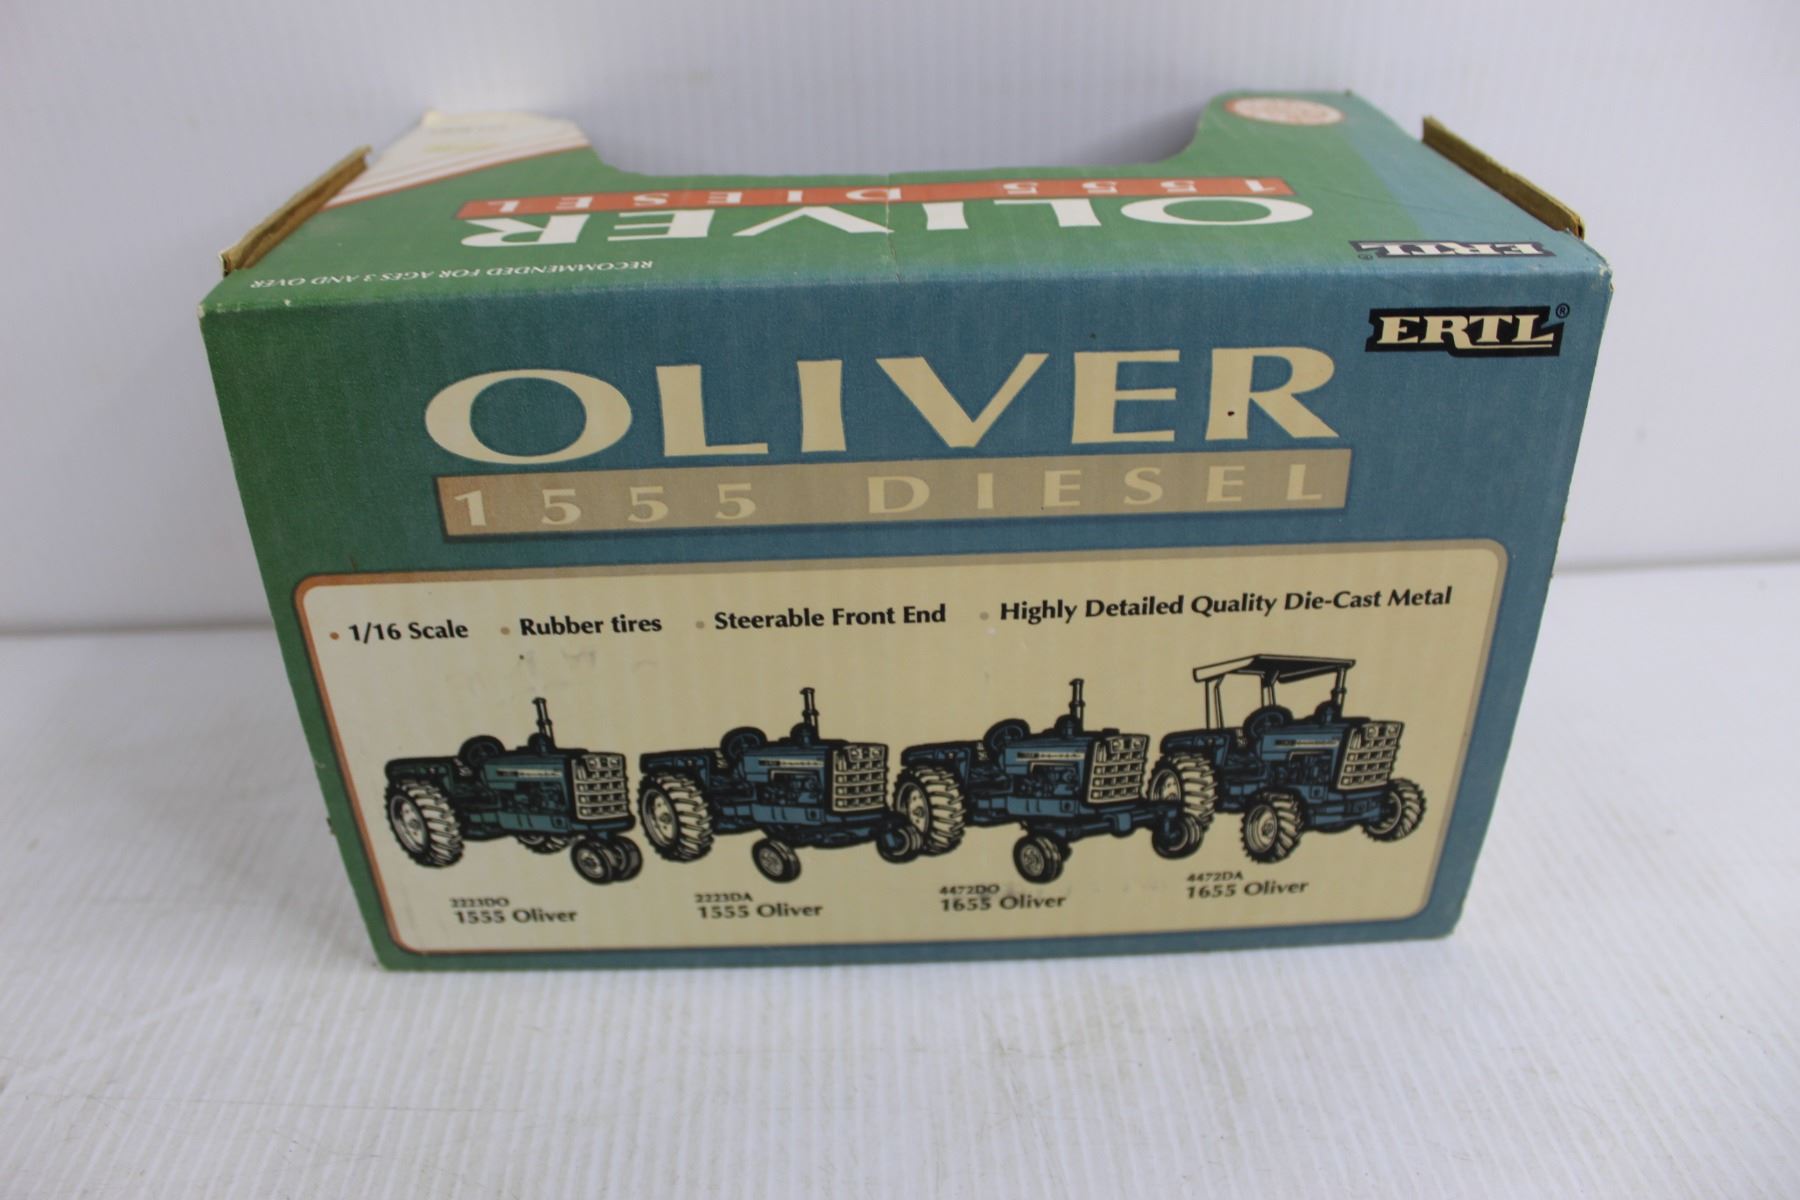 OLIVER
1555 DIESEL
RECOMMENDED FOR AGES 3 AND OVER
ERTL®
ERTL®
OLIVER
1555 DIESEL
• 1/16 Scale • Rubber tires • Steerable Front End • Highly Detailed Quality Die-Cast Metal
2223DO
1555 Oliver
2223DA
1555 Oliver
4472DO
1655 Oliver
4472DA
1655 Oliver